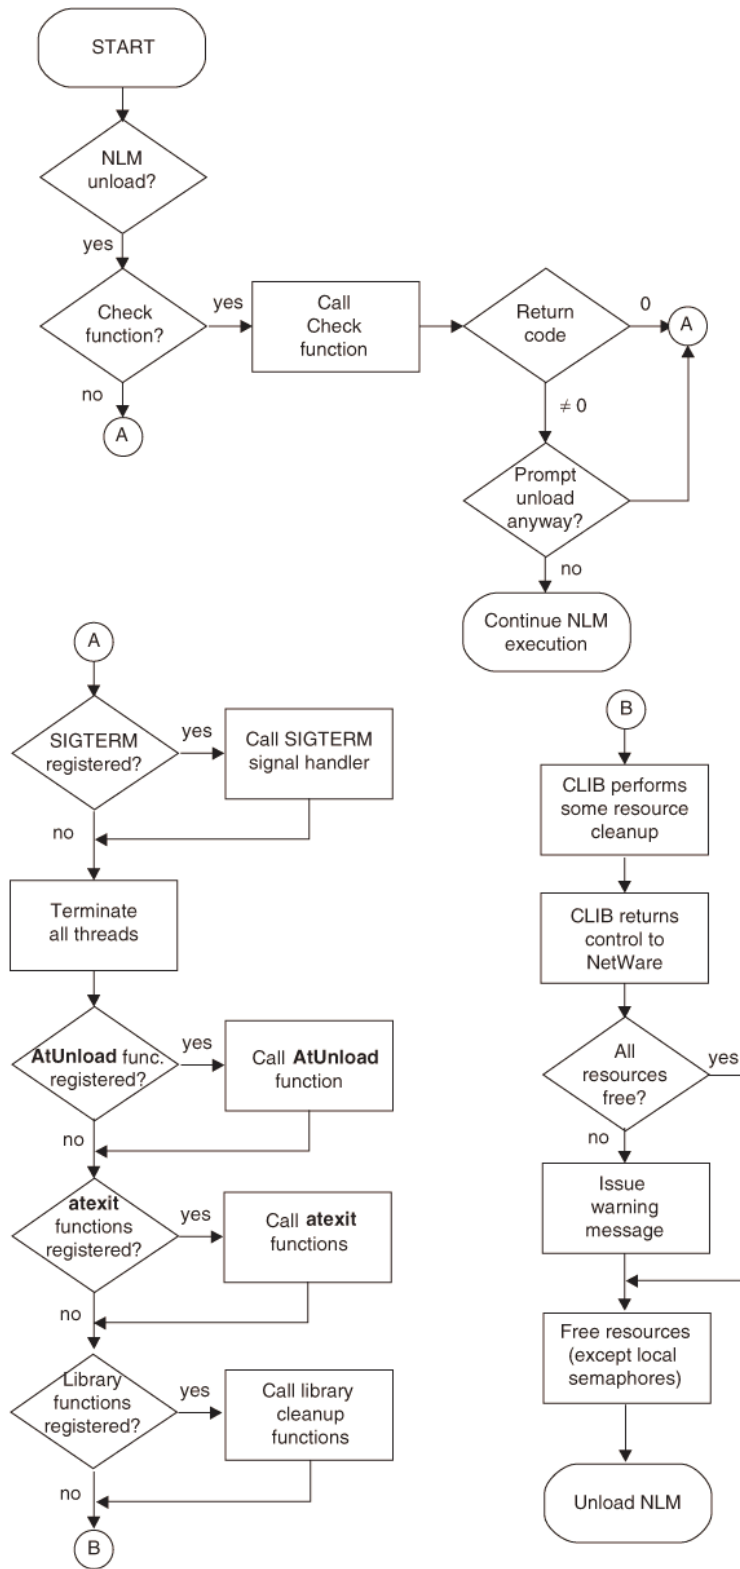 START
NLM
unload?
yes
Check
function?
yes
Call
Check
function
Return
code
0
A
no
A
≠ 0
Prompt
unload
anyway?
no
Continue NLM
execution
A
SIGTERM
registered?
yes
Call SIGTERM
signal handler
no
Terminate
all threads
AtUnload func.
registered?
yes
Call AtUnload
function
no
atexit
functions
registered?
yes
Call atexit
functions
no
Library
functions
registered?
yes
Call library
cleanup
functions
no
B
B
CLIB performs
some resource
cleanup
CLIB returns
control to
NetWare
All
resources
free?
yes
no
Issue
warning
message
Free resources
(except local
semaphores)
Unload NLM